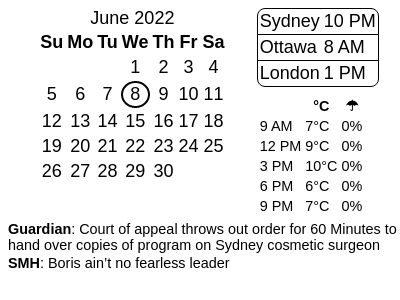 June 2022
Su Mo Tu We Th Fr Sa
1 2 3 4
5 6 7 8 9 10 11
12 13 14 15 16 17 18
19 20 21 22 23 24 25
26 27 28 29 30
Sydney 10 PM
Ottawa 8 AM
London 1 PM
°C ☂
9 AM 7°C 0%
12 PM 9°C 0%
3 PM 10°C 0%
6 PM 6°C 0%
9 PM 7°C 0%
Guardian: Court of appeal throws out order for 60 Minutes to
hand over copies of program on Sydney cosmetic surgeon
SMH: Boris ain’t no fearless leader